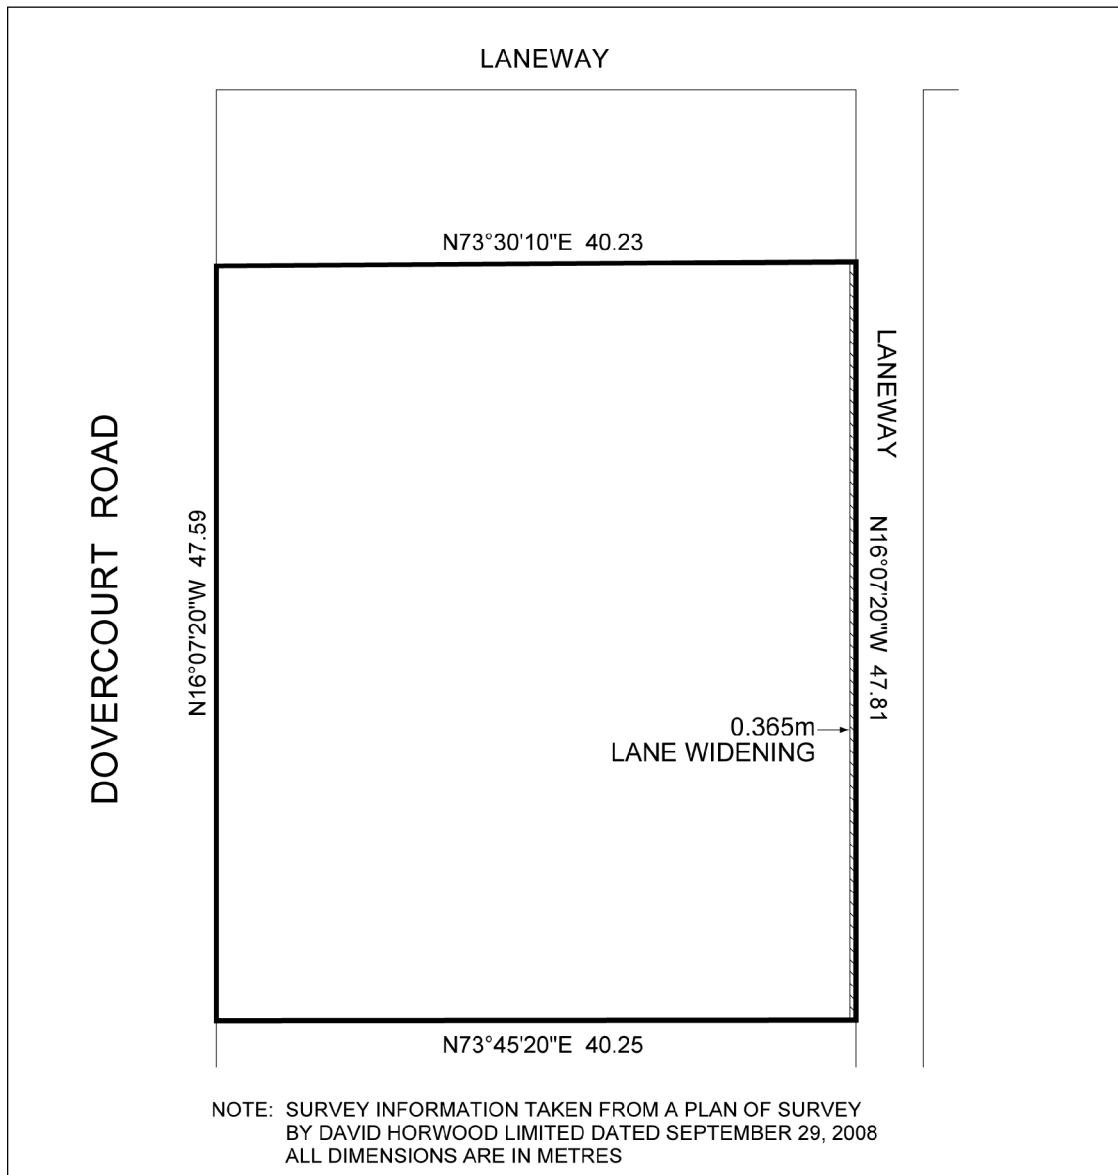 LANEWAY
N73°30'10"E 40.23
LANEWAY
DOVERCOURT ROAD
N16°07'20"W 47.59
N16°07'20"W 47.81
0.365m
LANE WIDENING
N73°45'20"E 40.25
NOTE: SURVEY INFORMATION TAKEN FROM A PLAN OF SURVEY
BY DAVID HORWOOD LIMITED DATED SEPTEMBER 29, 2008
ALL DIMENSIONS ARE IN METRES